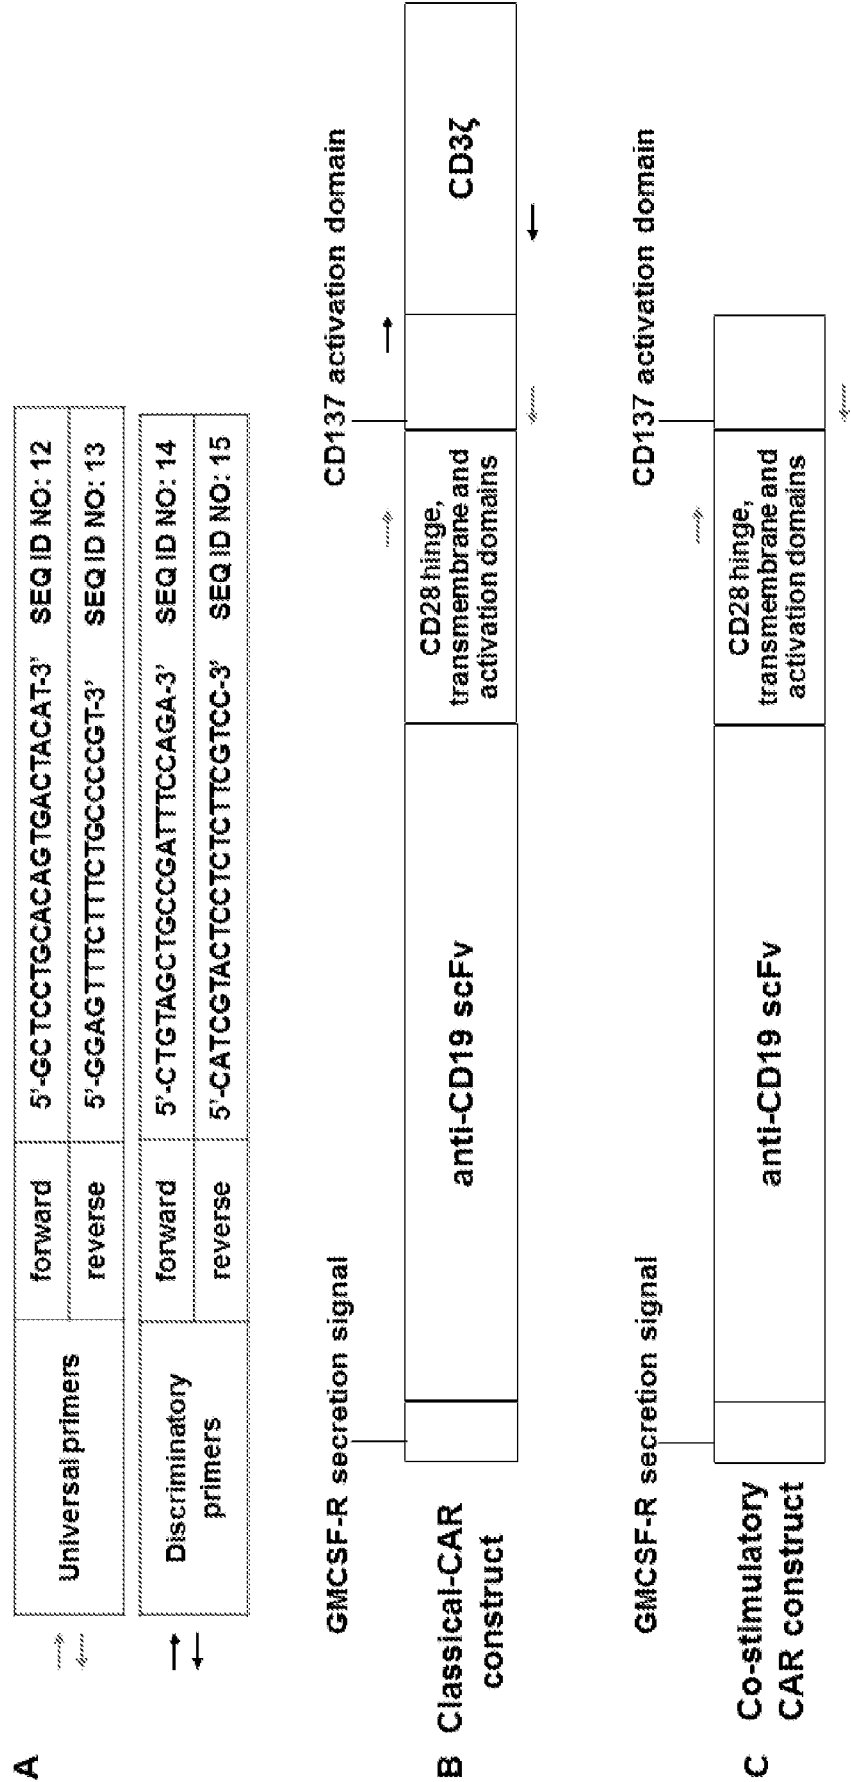 A
Universal primers
forward
5'-GCTCCTGCACAGTGACTACAT-3'
SEQ ID NO: 12
reverse
5'-GGAGTTTCTTTCTGCCCCGT-3'
SEQ ID NO: 13
Discriminatory
primers
forward
5'-CTGTAGCTGCCGATTTCCAGA-3'
SEQ ID NO: 14
reverse
5'-CATCGTACTCCTCTCTTCGTCC-3'
SEQ ID NO: 15
GMCSF-R secretion signal
CD137 activation domain
B Classical-CAR
construct
anti-CD19 scFv
CD28 hinge,
transmembrane and
activation domains
CD3ζ
GMCSF-R secretion signal
CD137 activation domain
C Co-stimulatory
CAR construct
anti-CD19 scFv
CD28 hinge,
transmembrane and
activation domains